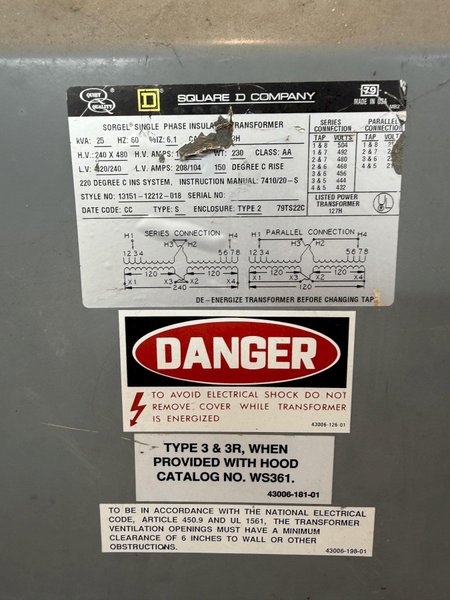 QUIET QUALITY
D
SQUARE D COMPANY
MADE IN USA
SORGEL SINGLE PHASE TRANSFORMER
KVA: 25 HZ: 60 %IZ: 6.1
H.V.: 240 X 480 H.V. AMPS: WT: 230 CLASS: AA
L.V. 120/240 L.V. AMPS: 208/104 150 DEGREE C RISE
220 DEGREE C INS SYSTEM, INSTRUCTION MANUAL: 7410/20-S
STYLE NO: 13151-12212-018 SERIAL NO:
DATE CODE: CC TYPE: S ENCLOSURE: TYPE 2 79TS22C
SERIES CONNECTION
TAP VOLTS
1 & 8 504
1 & 7 492
2 & 7 480
2 & 6 468
3 & 6 456
3 & 5 444
4 & 5 432
PARALLEL CONNECTION
TAP VOLTS
1 & 8
1 & 7
2 & 7
2 & 6
LISTED POWER
TRANSFORMER
127H
UL
SERIES CONNECTION
H1 H3 H2 H4
1 2 3 4 5 6 7 8
120 120
X1 X3 X2 X4
240
PARALLEL CONNECTION
H1 H3 H2 H4
1 2 3 4 5 6 7 8
120 120
X1 X3 X2 X4
120
DE-ENERGIZE TRANSFORMER BEFORE CHANGING TAP
DANGER
TO AVOID ELECTRICAL SHOCK DO NOT
REMOVE COVER WHILE TRANSFORMER
IS ENERGIZED
43006-126-01
TYPE 3 & 3R, WHEN
PROVIDED WITH HOOD
CATALOG NO. WS361.
43006-181-01
TO BE IN ACCORDANCE WITH THE NATIONAL ELECTRICAL
CODE, ARTICLE 450.9 AND UL 1561, THE TRANSFORMER
VENTILATION OPENINGS MUST HAVE A MINIMUM
CLEARANCE OF 6 INCHES TO WALL OR OTHER
OBSTRUCTIONS.
43006-198-01